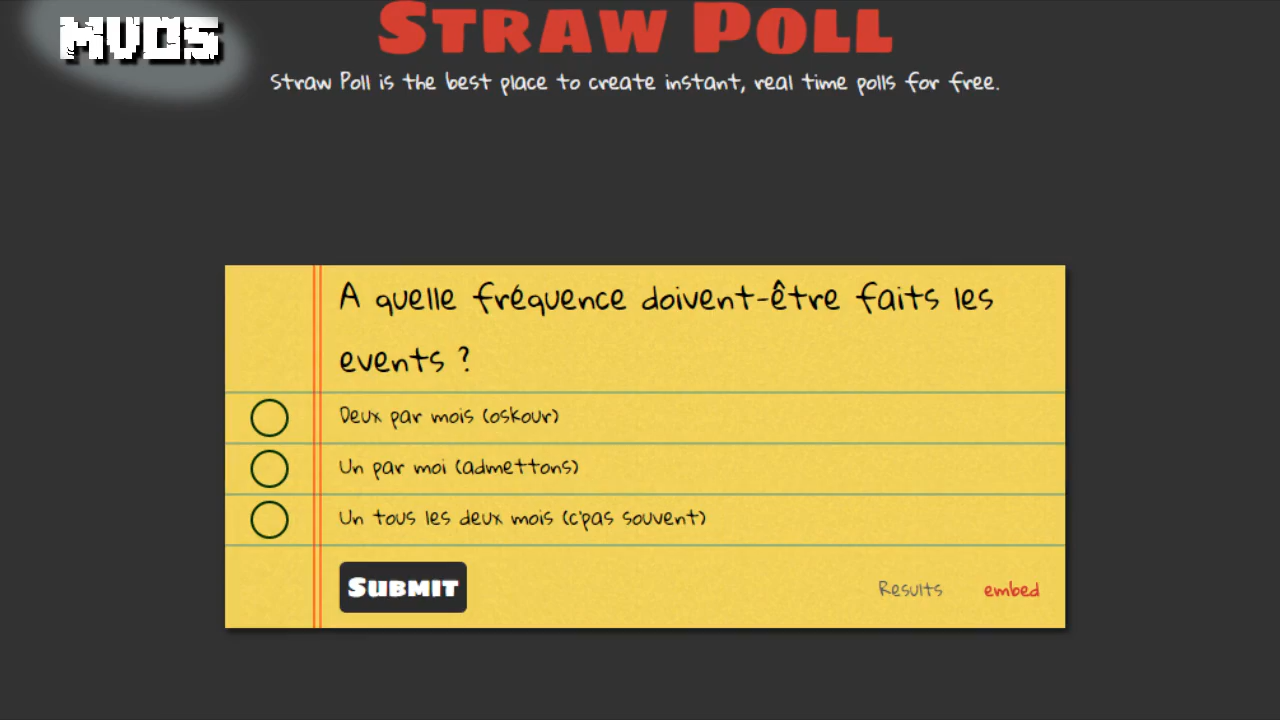 MVOS
STRAW POLL
Straw Poll is the best place to create instant, real time polls for free.
A quelle fréquence doivent-être faits les
events ?
Deux par mois (oskour)
Un par moi (admettons)
Un tous les deux mois (c'pas souvent)
SUBMIT
Results
embed